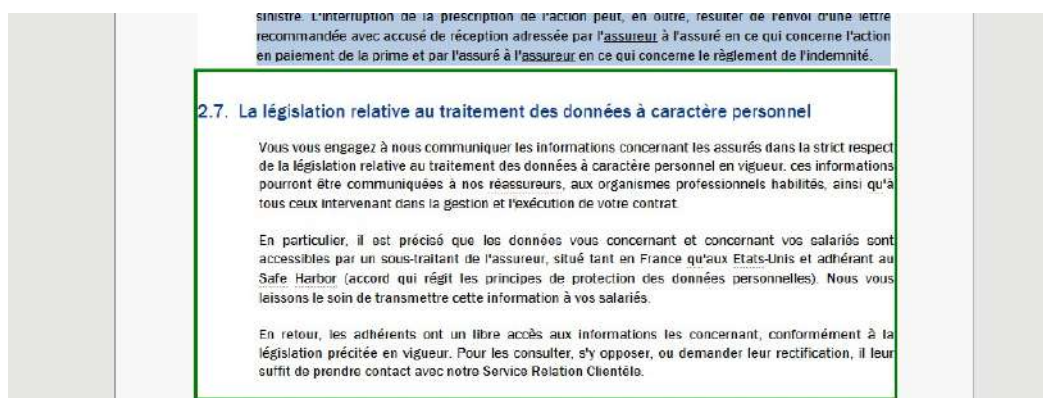 sinistre. L'interruption de la prescription de l'action peut, en outre, résulter de l'envoi d'une lettre
recommandée avec accusé de réception adressée par l'assureur à l'assuré en ce qui concerne l'action
en paiement de la prime et par l'assuré à l'assureur en ce qui concerne le règlement de l'indemnité.
2.7. La législation relative au traitement des données à caractère personnel
Vous vous engagez à nous communiquer les informations concernant les assurés dans la strict respect
de la législation relative au traitement des données à caractère personnel en vigueur. ces informations
pourront être communiquées à nos réassureurs, aux organismes professionnels habilités, ainsi qu'à
tous ceux intervenant dans la gestion et l'exécution de votre contrat.
En particulier, il est précisé que les données vous concernant et concernant vos salariés sont
accessibles par un sous-traitant de l'assureur, situé tant en France qu'aux Etats-Unis et adhérant au
Safe Harbor (accord qui régit les principes de protection des données personnelles). Nous vous
laissons le soin de transmettre cette information à vos salariés.
En retour, les adhérents ont un libre accès aux informations les concernant, conformément à la
législation précitée en vigueur. Pour les consulter, s'y opposer, ou demander leur rectification, il leur
suffit de prendre contact avec notre Service Relation Clientèle.